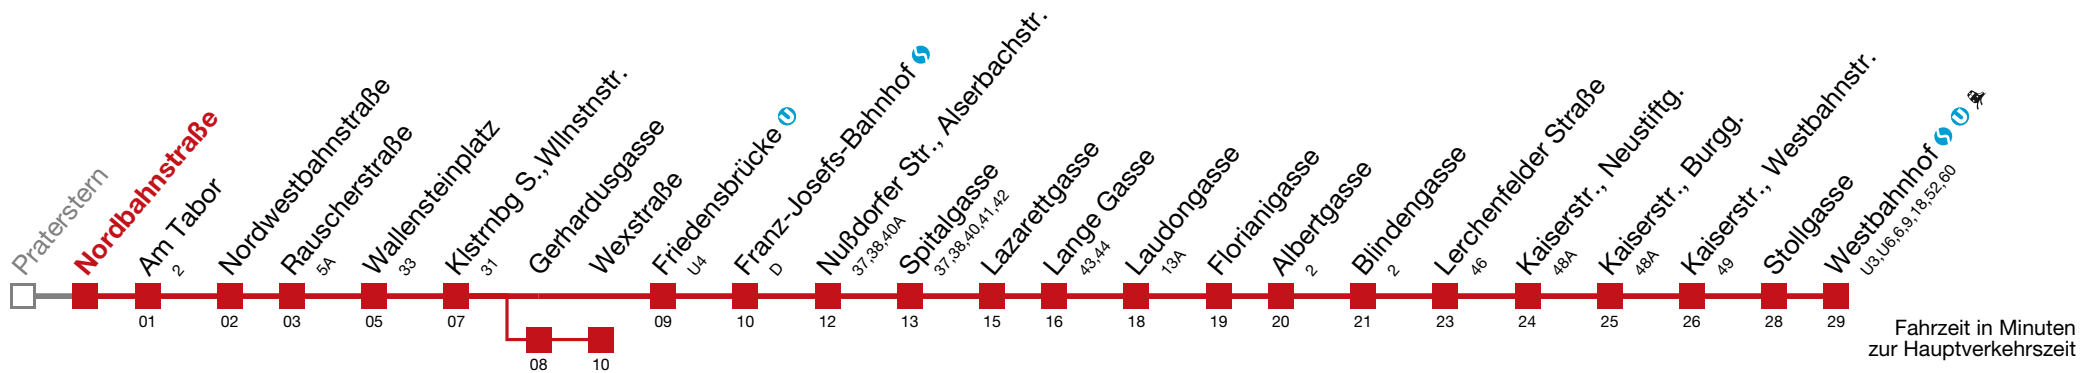 Praterstern
Nordbahnstraße
Am Tabor
2
Nordwestbahnstraße
Rauscherstraße
5A
Wallensteinplatz
33
Klstrnbg S.,Wllnstnstr.
31
Gerhardusgasse
Wexstraße
Friedensbrücke U
U4
Franz-Josefs-Bahnhof
D
Nußdorfer Str., Alserbachstr.
37,38,40A
Spitalgasse
37,38,40,41,42
Lazarettgasse
Lange Gasse
43,44
Laudongasse
13A
Florianigasse
Albertgasse
2
Blindengasse
2
Lerchenfelder Straße
46
Kaiserstr., Neustiftg.
48A
Kaiserstr., Burgg.
48A
Kaiserstr., Westbahnstr.
49
Stollgasse
Westbahnhof U
U3,U6,6,9,18,52,60
01 02 03 05 07 09 10 12 13 15 16 18 19 20 21 23 24 25 26 28 29
08 10
Fahrzeit in Minuten
zur Hauptverkehrszeit